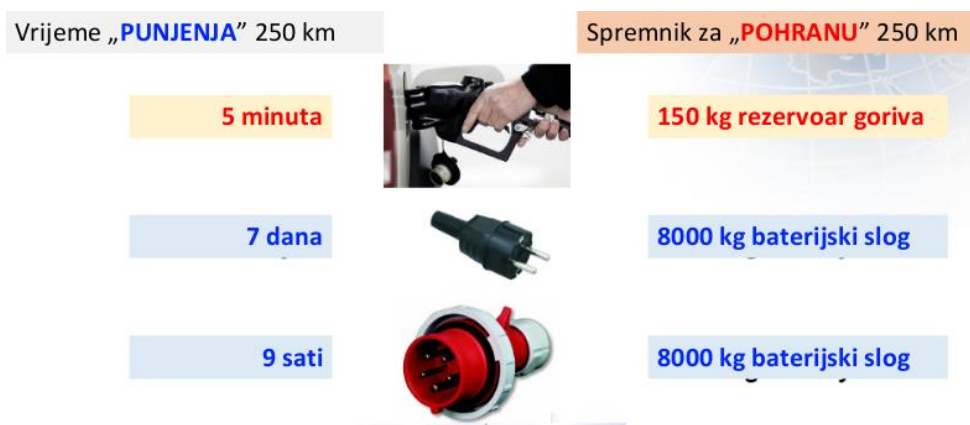 Vrijeme „PUNJENJA” 250 km
Spremnik za „POHRANU” 250 km
5 minuta
150 kg rezervoar goriva
7 dana
8000 kg baterijski slog
9 sati
8000 kg baterijski slog